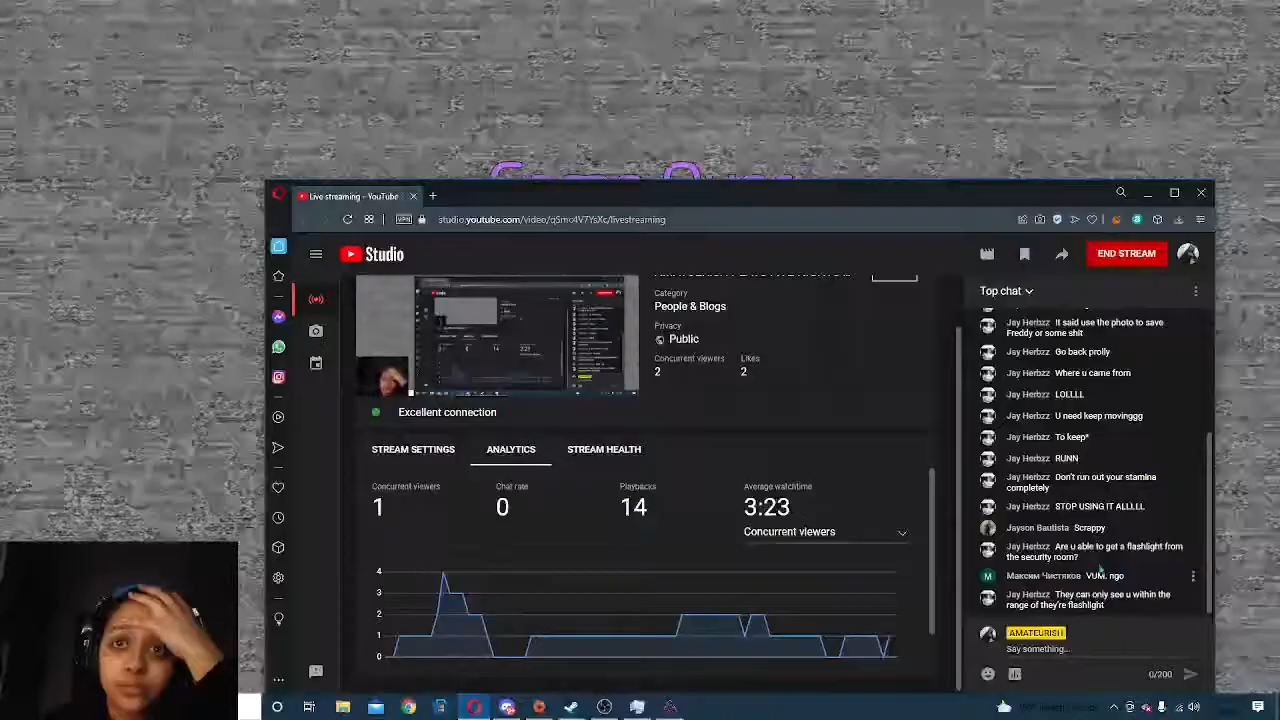 Live streaming - YouTube
VPN
studio.youtube.com/video/q5mo4V7YsXc/livestreaming
Studio
END STREAM
Category
People & Blogs
Privacy
Public
Concurrent viewers
Likes
2
2
Excellent connection
STREAM SETTINGS
ANALYTICS
STREAM HEALTH
Concurrent viewers
Chat rate
Playbacks
Average watchtime
1
0
14
3:23
Concurrent viewers
4
3
2
1
0
Top chat
Jay Herbzz It said use the photo to save
Freddy or some shit
Jay Herbzz Go back prolly
Jay Herbzz Where u came from
Jay Herbzz LOLLLL
Jay Herbzz U need keep movinggg
Jay Herbzz To keep*
Jay Herbzz RUNN
Jay Herbzz Don't run out your stamina
completely
Jay Herbzz STOP USING IT ALLLLL
Jayson Bautista Scrappy
Jay Herbzz Are u able to get a flashlight from
the security room?
M
Максим Чистяков VUM. ngo
Jay Herbzz They can only see u within the
range of they're flashlight
AMATEURISH
Say something...
0/200